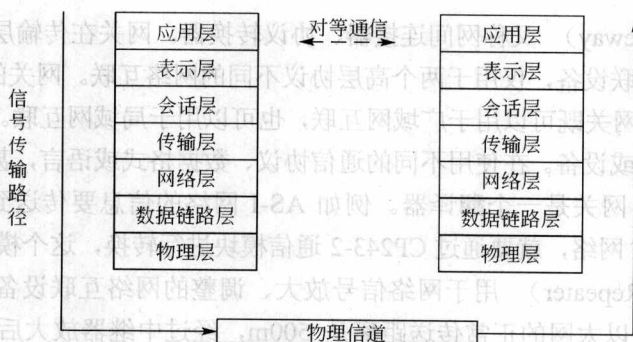 应用层
表示层
会话层
传输层
网络层
数据链路层
物理层
对等通信
应用层
表示层
会话层
传输层
网络层
数据链路层
物理层
信号传输路径
物理信道